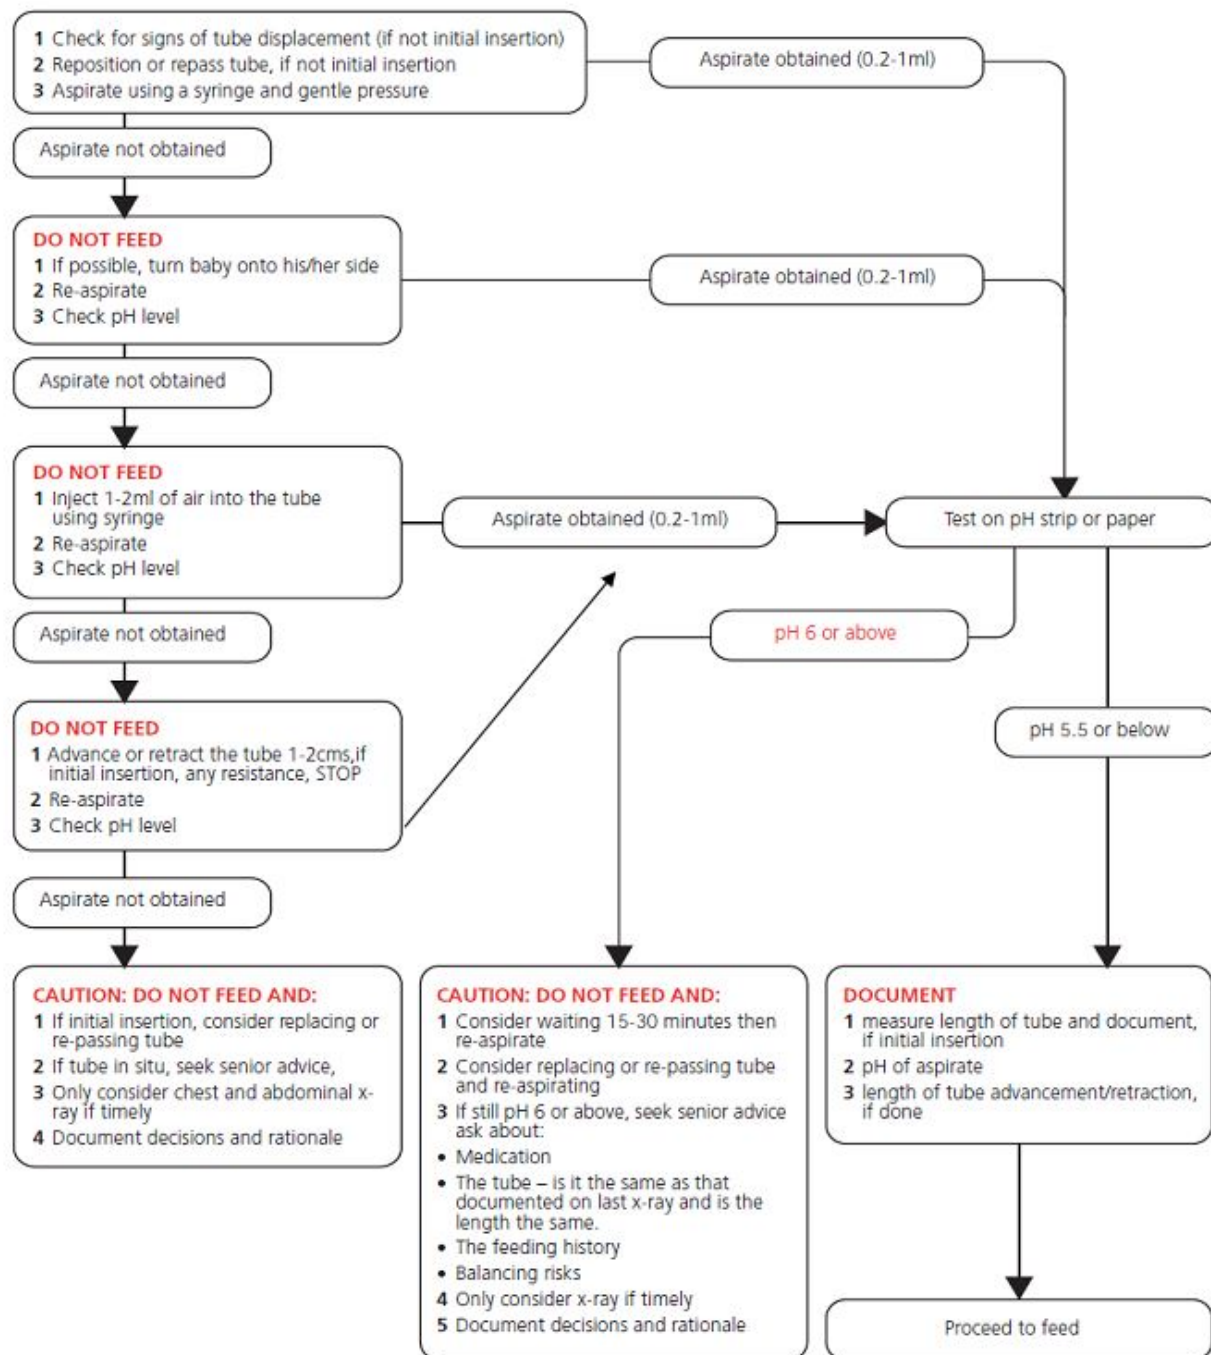 1 Check for signs of tube displacement (if not initial insertion)
2 Reposition or repass tube, if not initial insertion
3 Aspirate using a syringe and gentle pressure
Aspirate obtained (0.2-1ml)
Aspirate not obtained
DO NOT FEED
1 If possible, turn baby onto his/her side
2 Re-aspirate
3 Check pH level
Aspirate obtained (0.2-1ml)
Aspirate not obtained
DO NOT FEED
1 Inject 1-2ml of air into the tube
using syringe
2 Re-aspirate
3 Check pH level
Aspirate obtained (0.2-1ml)
Test on pH strip or paper
Aspirate not obtained
pH 6 or above
pH 5.5 or below
DO NOT FEED
1 Advance or retract the tube 1-2cms,if
initial insertion, any resistance, STOP
2 Re-aspirate
3 Check pH level
Aspirate not obtained
CAUTION: DO NOT FEED AND:
1 If initial insertion, consider replacing or
re-passing tube
2 If tube in situ, seek senior advice,
3 Only consider chest and abdominal x-
ray if timely
4 Document decisions and rationale
CAUTION: DO NOT FEED AND:
1 Consider waiting 15-30 minutes then
re-aspirate
2 Consider replacing or re-passing tube
and re-aspirating
3 If still pH 6 or above, seek senior advice
ask about:
• Medication
• The tube – is it the same as that
documented on last x-ray and is the
length the same.
• The feeding history
• Balancing risks
4 Only consider x-ray if timely
5 Document decisions and rationale
DOCUMENT
1 measure length of tube and document,
if initial insertion
2 pH of aspirate
3 length of tube advancement/retraction,
if done
Proceed to feed